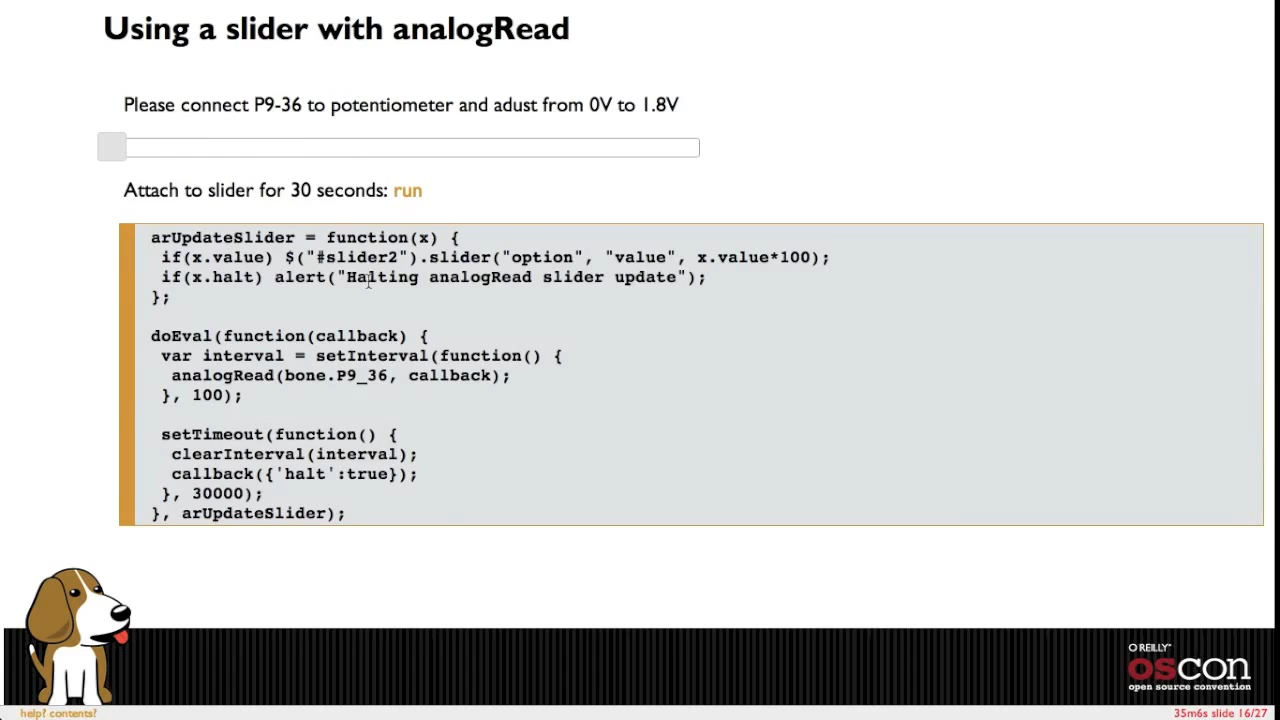 Using a slider with analogRead
Please connect P9-36 to potentiometer and adust from 0V to 1.8V
Attach to slider for 30 seconds: run
arUpdateSlider = function(x) {
 if(x.value) $("#slider2").slider("option", "value", x.value*100);
 if(x.halt) alert("Halting analogRead slider update");
};
doEval(function(callback) {
 var interval = setInterval(function() {
  analogRead(bone.P9_36, callback);
 }, 100);
 setTimeout(function() {
  clearInterval(interval);
  callback({'halt':true});
 }, 30000);
}, arUpdateSlider);
O REILLY™
oscon
open source convention
help? contents?
35m6s slide 16/27